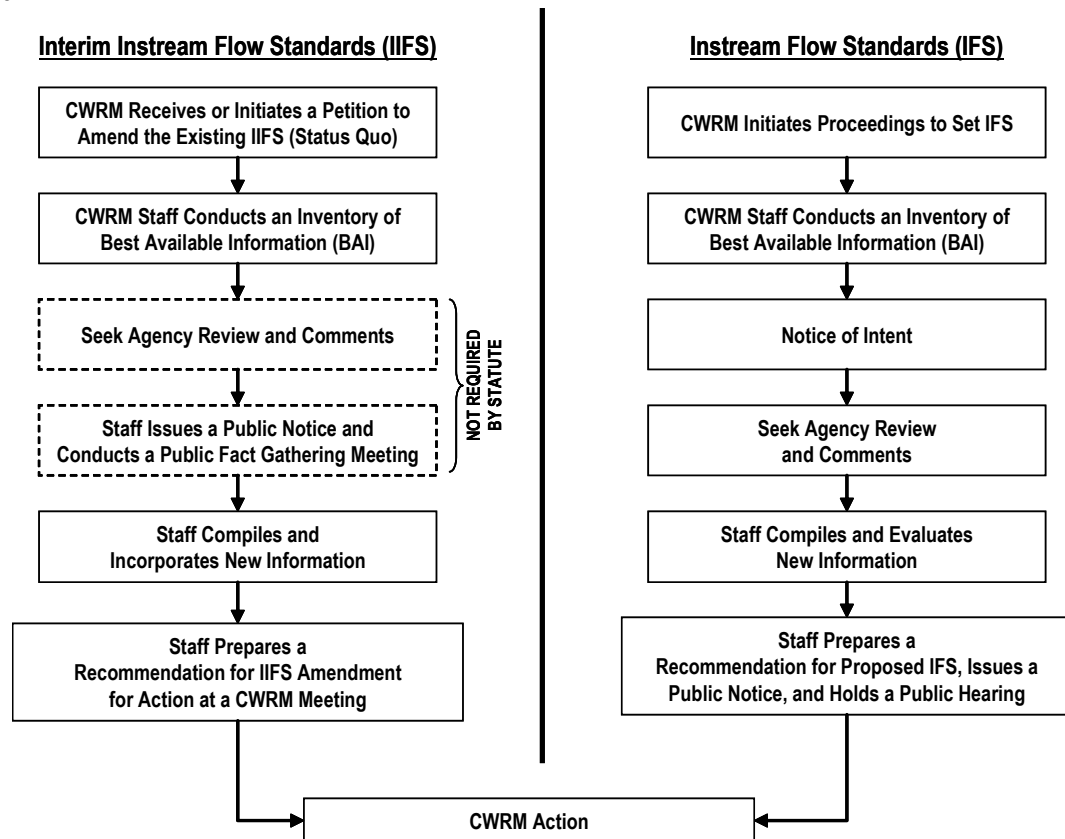 Interim Instream Flow Standards (IIFS)
CWRM Receives or Initiates a Petition to
Amend the Existing IIFS (Status Quo)
CWRM Staff Conducts an Inventory of
Best Available Information (BAI)
Seek Agency Review and Comments
Staff Issues a Public Notice and
Conducts a Public Fact Gathering Meeting
NOT REQUIRED
BY STATUTE
Staff Compiles and
Incorporates New Information
Staff Prepares a
Recommendation for IIFS Amendment
for Action at a CWRM Meeting
Instream Flow Standards (IFS)
CWRM Initiates Proceedings to Set IFS
CWRM Staff Conducts an Inventory of
Best Available Information (BAI)
Notice of Intent
Seek Agency Review
and Comments
Staff Compiles and Evaluates
New Information
Staff Prepares a
Recommendation for Proposed IFS, Issues a
Public Notice, and Holds a Public Hearing
CWRM Action